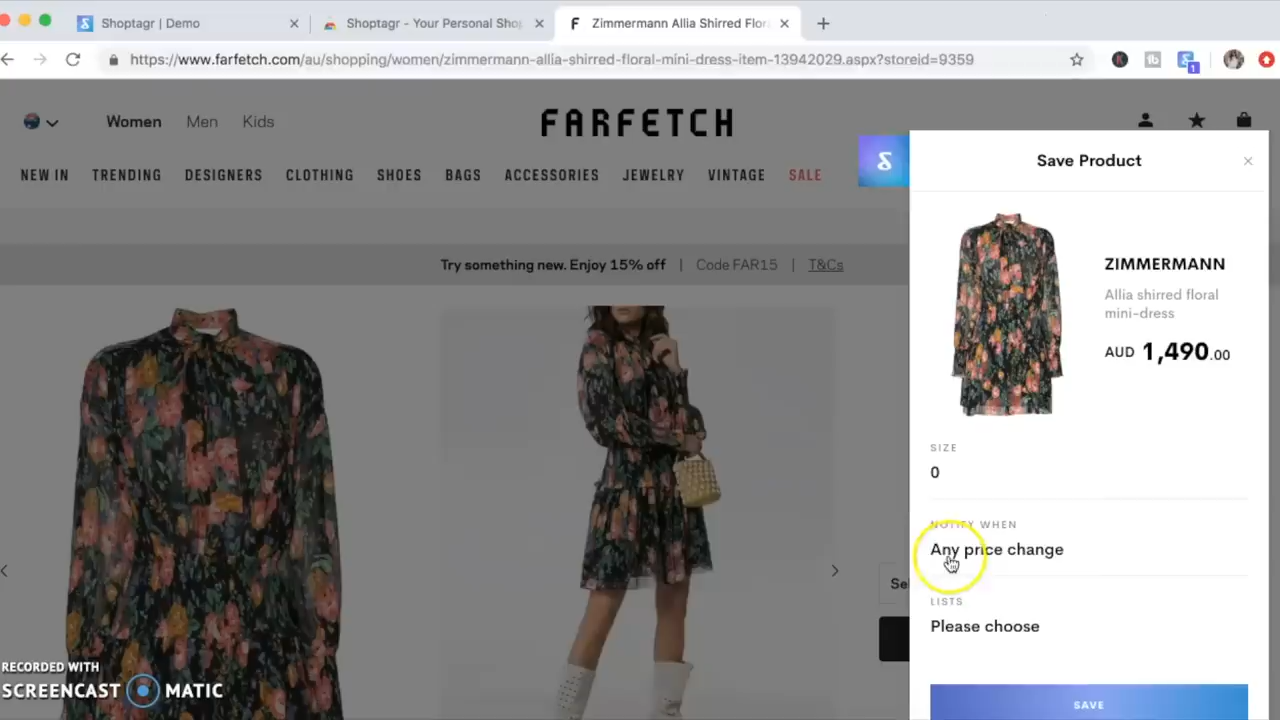 Shoptagr | Demo
Shoptagr - Your Personal Shop
Zimmermann Allia Shirred Flora
https://www.farfetch.com/au/shopping/women/zimmermann-allia-shirred-floral-mini-dress-item-13942029.aspx?storeid=9359
1
Women Men Kids
FARFETCH
NEW IN TRENDING DESIGNERS CLOTHING SHOES BAGS ACCESSORIES JEWELRY VINTAGE SALE
Try something new. Enjoy 15% off | Code FAR15 | T&Cs
Save Product
ZIMMERMANN
Allia shirred floral
mini-dress
AUD 1,490.00
SIZE
0
NOTIFY WHEN
Any price change
Se
LISTS
Please choose
SAVE
RECORDED WITH
SCREENCAST MATIC